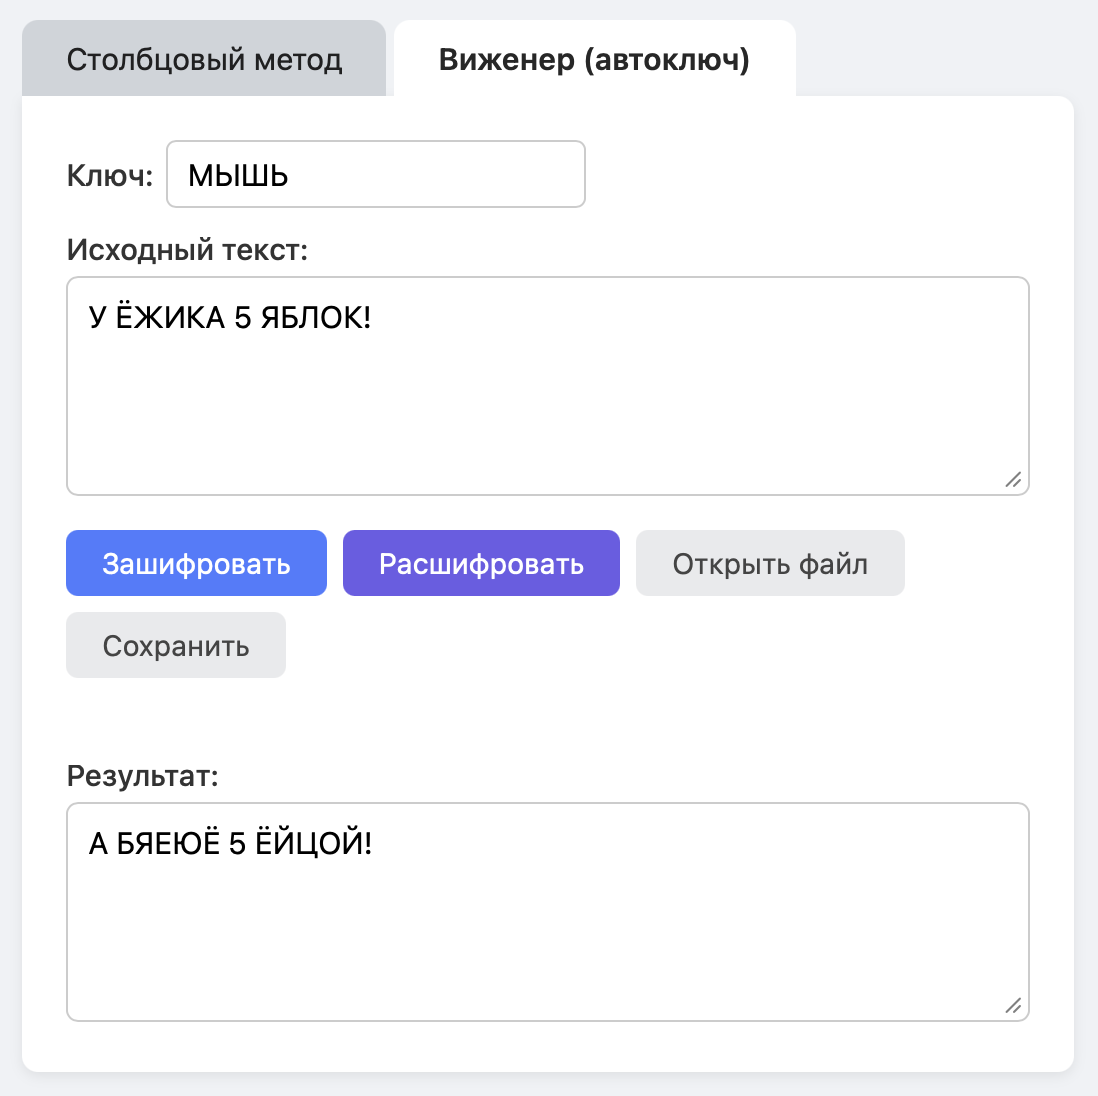 Столбцовый метод Виженер (автоключ)
Ключ: МЫШЬ
Исходный текст:
У ЁЖИКА 5 ЯБЛОК!
Зашифровать Расшифровать Открыть файл
Сохранить
Результат:
А БЯЕЮЁ 5 ЁЙЦОЙ!